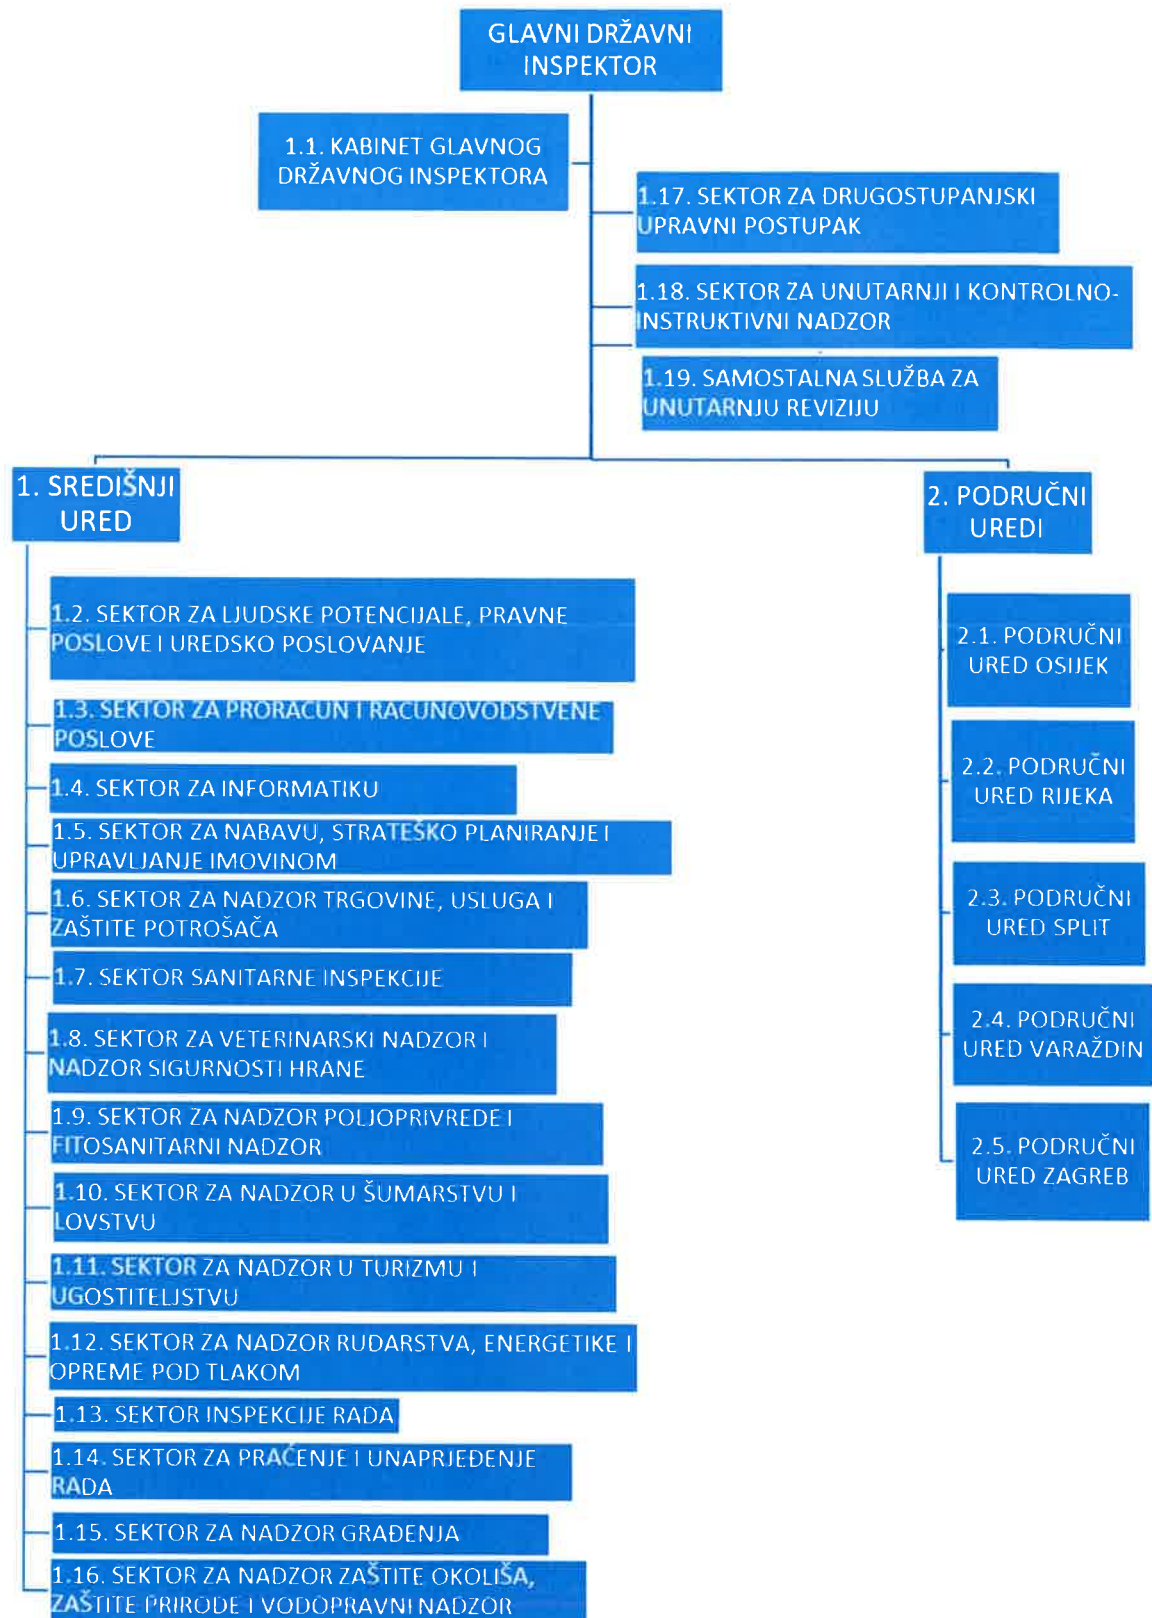 GLAVNI DRŽAVNI
INSPEKTOR
1.1. KABINET GLAVNOG
DRŽAVNOG INSPEKTORA
1.17. SEKTOR ZA DRUGOSTUPANJSKI
UPRAVNI POSTUPAK
1.18. SEKTOR ZA UNUTARNJI I KONTROLNO-
INSTRUKTIVNI NADZOR
1.19. SAMOSTALNA SLUŽBA ZA
UNUTARNJU REVIZIJU
1. SREDIŠNJI
URED
1.2. SEKTOR ZA LJUDSKE POTENCIJALE, PRAVNE
POSLOVE I UREDSKO POSLOVANJE
1.3. SEKTOR ZA PRORAČUN I RAČUNOVODSTVENE
POSLOVE
1.4. SEKTOR ZA INFORMATIKU
1.5. SEKTOR ZA NABAVU, STRATEŠKO PLANIRANJE I
UPRAVLJANJE IMOVINOM
1.6. SEKTOR ZA NADZOR TRGOVINE, USLUGA I
ZAŠTITE POTROŠAČA
1.7. SEKTOR SANITARNE INSPEKCIJE
1.8. SEKTOR ZA VETERINARSKI NADZOR I
NADZOR SIGURNOSTI HRANE
1.9. SEKTOR ZA NADZOR POLJOPRIVREDE I
FITOSANITARNI NADZOR
1.10. SEKTOR ZA NADZOR U ŠUMARSTVU I
LOVSTVU
1.11. SEKTOR ZA NADZOR U TURIZMU I
UGOSTITELJSTVU
1.12. SEKTOR ZA NADZOR RUDARSTVA, ENERGETIKE I
OPREME POD TLAKOM
1.13. SEKTOR INSPEKCIJE RADA
1.14. SEKTOR ZA PRAĆENJE I UNAPRJEĐENJE
RADA
1.15. SEKTOR ZA NADZOR GRAĐENJA
1.16. SEKTOR ZA NADZOR ZAŠTITE OKOLIŠA,
ZAŠTITE PRIRODE I VODOPRAVNI NADZOR
2. PODRUČNI
UREDI
2.1. PODRUČNI
URED OSIJEK
2.2. PODRUČNI
URED RIJEKA
2.3. PODRUČNI
URED SPLIT
2.4. PODRUČNI
URED VARAŽDIN
2.5. PODRUČNI
URED ZAGREB